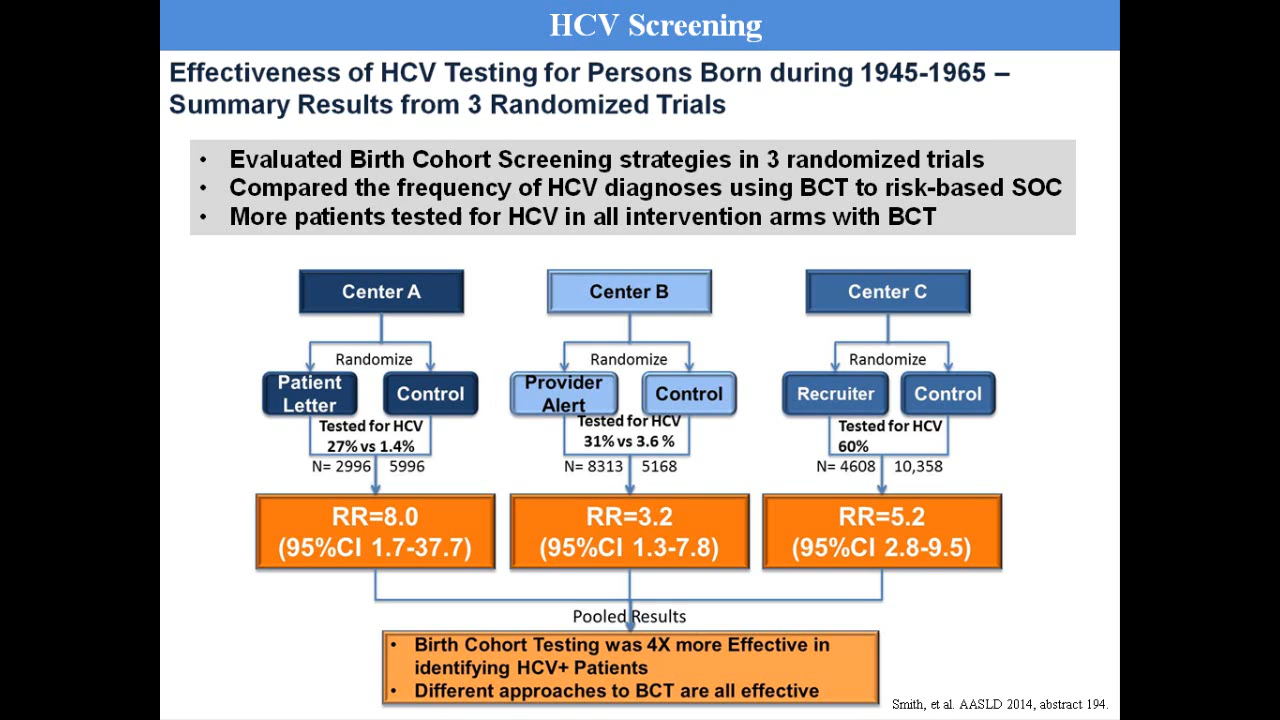 HCV Screening
Effectiveness of HCV Testing for Persons Born during 1945-1965 –
Summary Results from 3 Randomized Trials
• Evaluated Birth Cohort Screening strategies in 3 randomized trials
• Compared the frequency of HCV diagnoses using BCT to risk-based SOC
• More patients tested for HCV in all intervention arms with BCT
Center A
Randomize
Patient
Letter
Control
Tested for HCV
27% vs 1.4%
N= 2996 5996
RR=8.0
(95%CI 1.7-37.7)
Center B
Randomize
Provider
Alert
Control
Tested for HCV
31% vs 3.6 %
N= 8313 5168
RR=3.2
(95%CI 1.3-7.8)
Center C
Randomize
Recruiter
Control
Tested for HCV
60%
N= 4608 10,358
RR=5.2
(95%CI 2.8-9.5)
Pooled Results
• Birth Cohort Testing was 4X more Effective in
identifying HCV+ Patients
• Different approaches to BCT are all effective
Smith, et al. AASLD 2014, abstract 194.